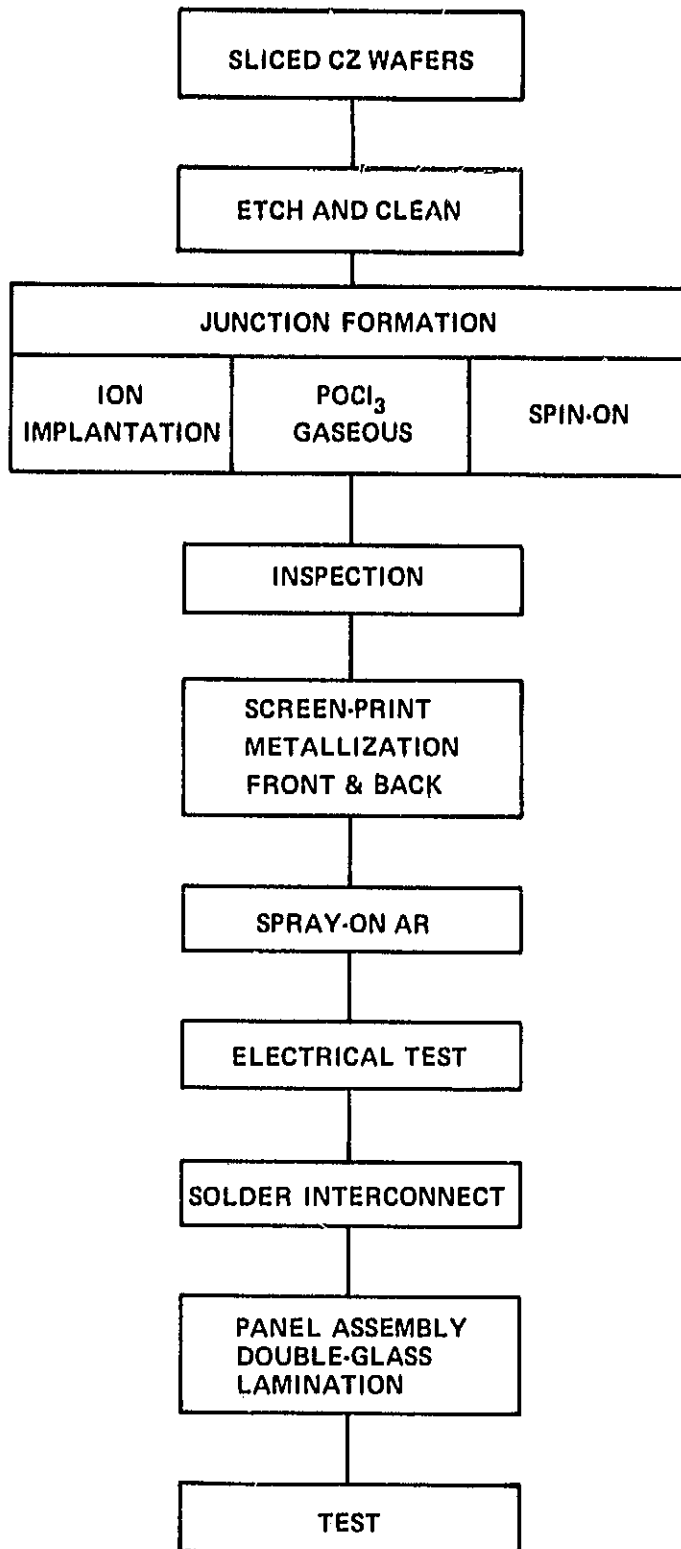 SLICED CZ WAFERS
ETCH AND CLEAN
JUNCTION FORMATION
ION
IMPLANTATION
POCl₃
GASEOUS
SPIN-ON
INSPECTION
SCREEN-PRINT
METALLIZATION
FRONT & BACK
SPRAY-ON AR
ELECTRICAL TEST
SOLDER INTERCONNECT
PANEL ASSEMBLY
DOUBLE-GLASS
LAMINATION
TEST